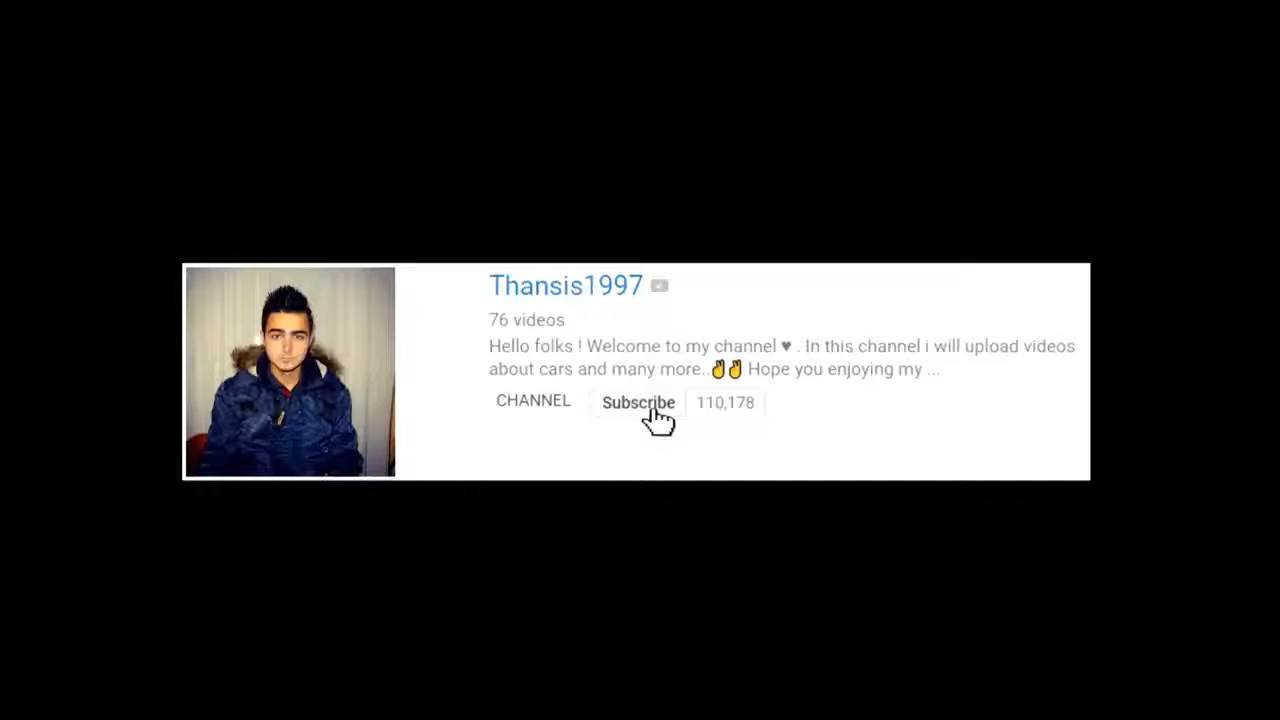 Thansis1997
76 videos
Hello folks ! Welcome to my channel ♥ . In this channel i will upload videos
about cars and many more..✌✌ Hope you enjoying my ...
CHANNEL Subscribe 110,178